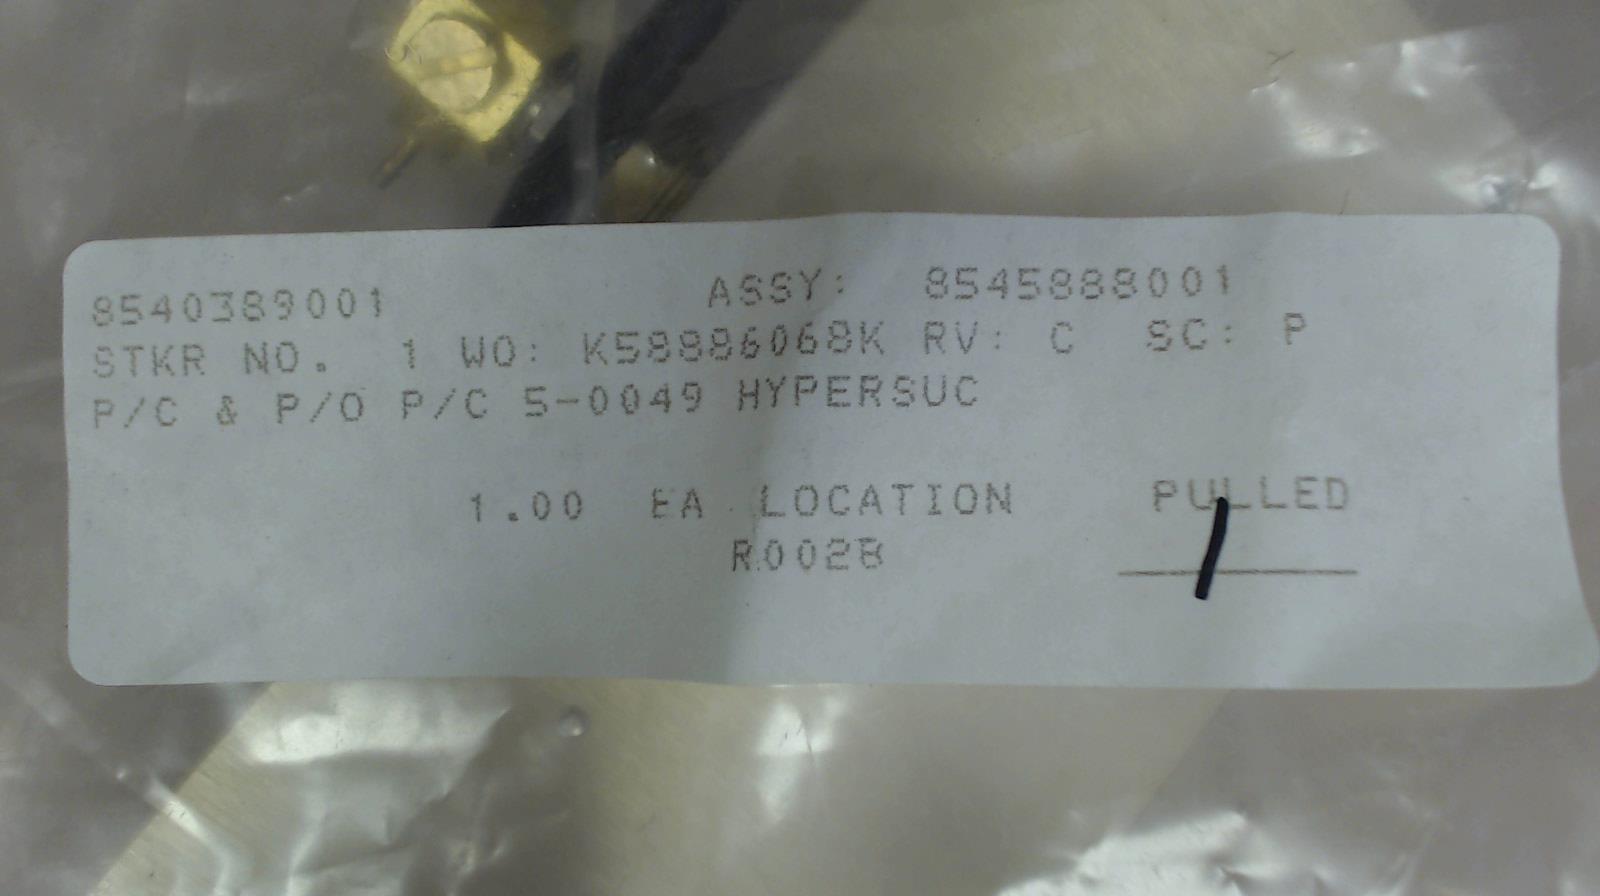 8540389001 ASSY: 8545888001
STKR NO. 1 WO: K58886068K RV: C SC: P
P/C & P/O P/C 5-0049 HYPERSUC
1.00 EA LOCATION PULLED
R002B